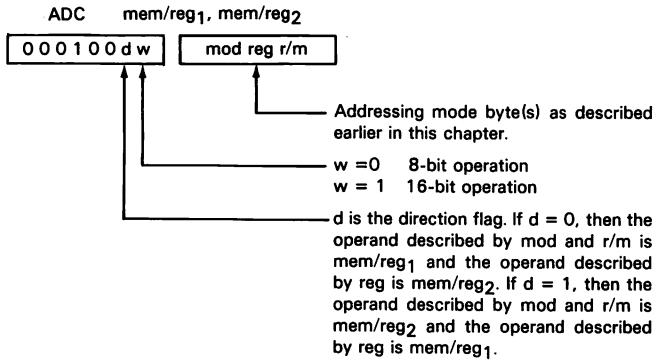 ADC mem/reg1, mem/reg2
0 0 0 1 0 0 d w mod reg r/m
Addressing mode byte(s) as described
earlier in this chapter.
w =0 8-bit operation
w = 1 16-bit operation
d is the direction flag. If d = 0, then the
operand described by mod and r/m is
mem/reg1 and the operand described
by reg is mem/reg2. If d = 1, then the
operand described by mod and r/m is
mem/reg2 and the operand described
by reg is mem/reg1.